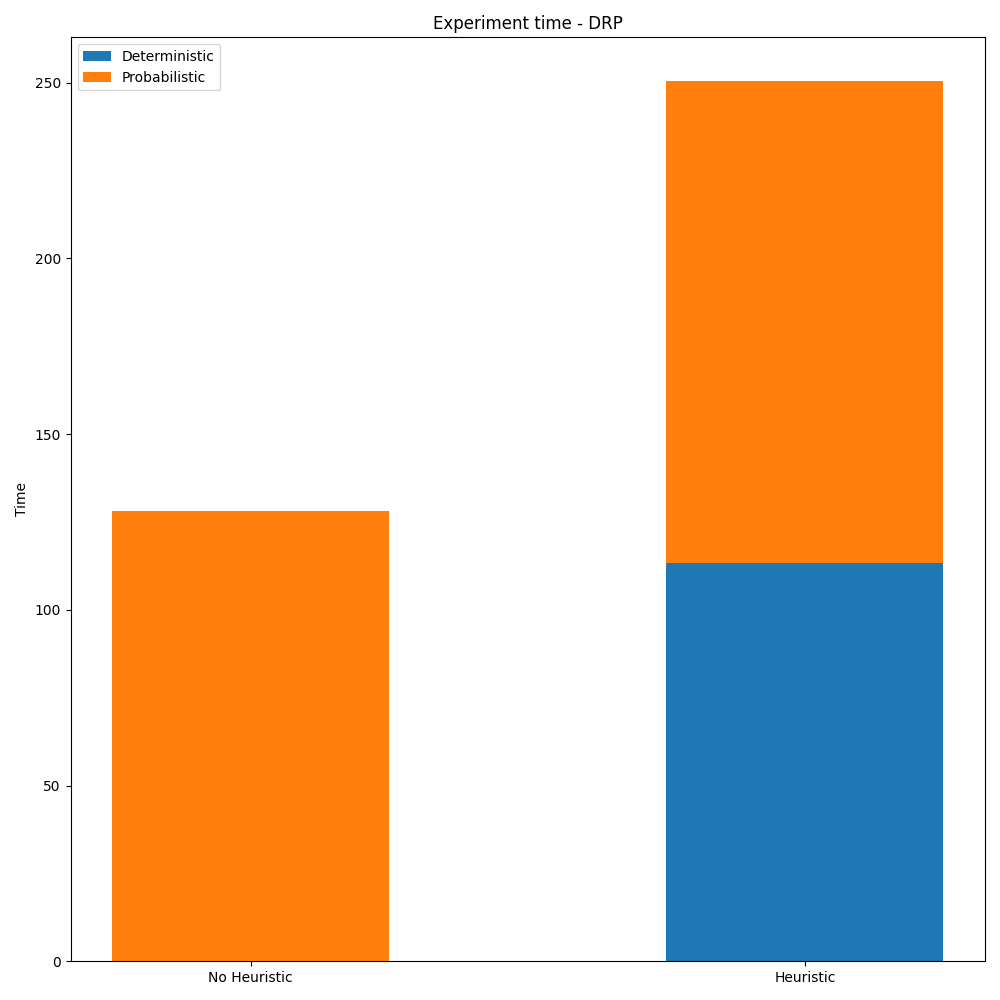 Experiment time - DRP
Deterministic
Probabilistic
250
200
150
100
50
0
Time
No Heuristic
Heuristic